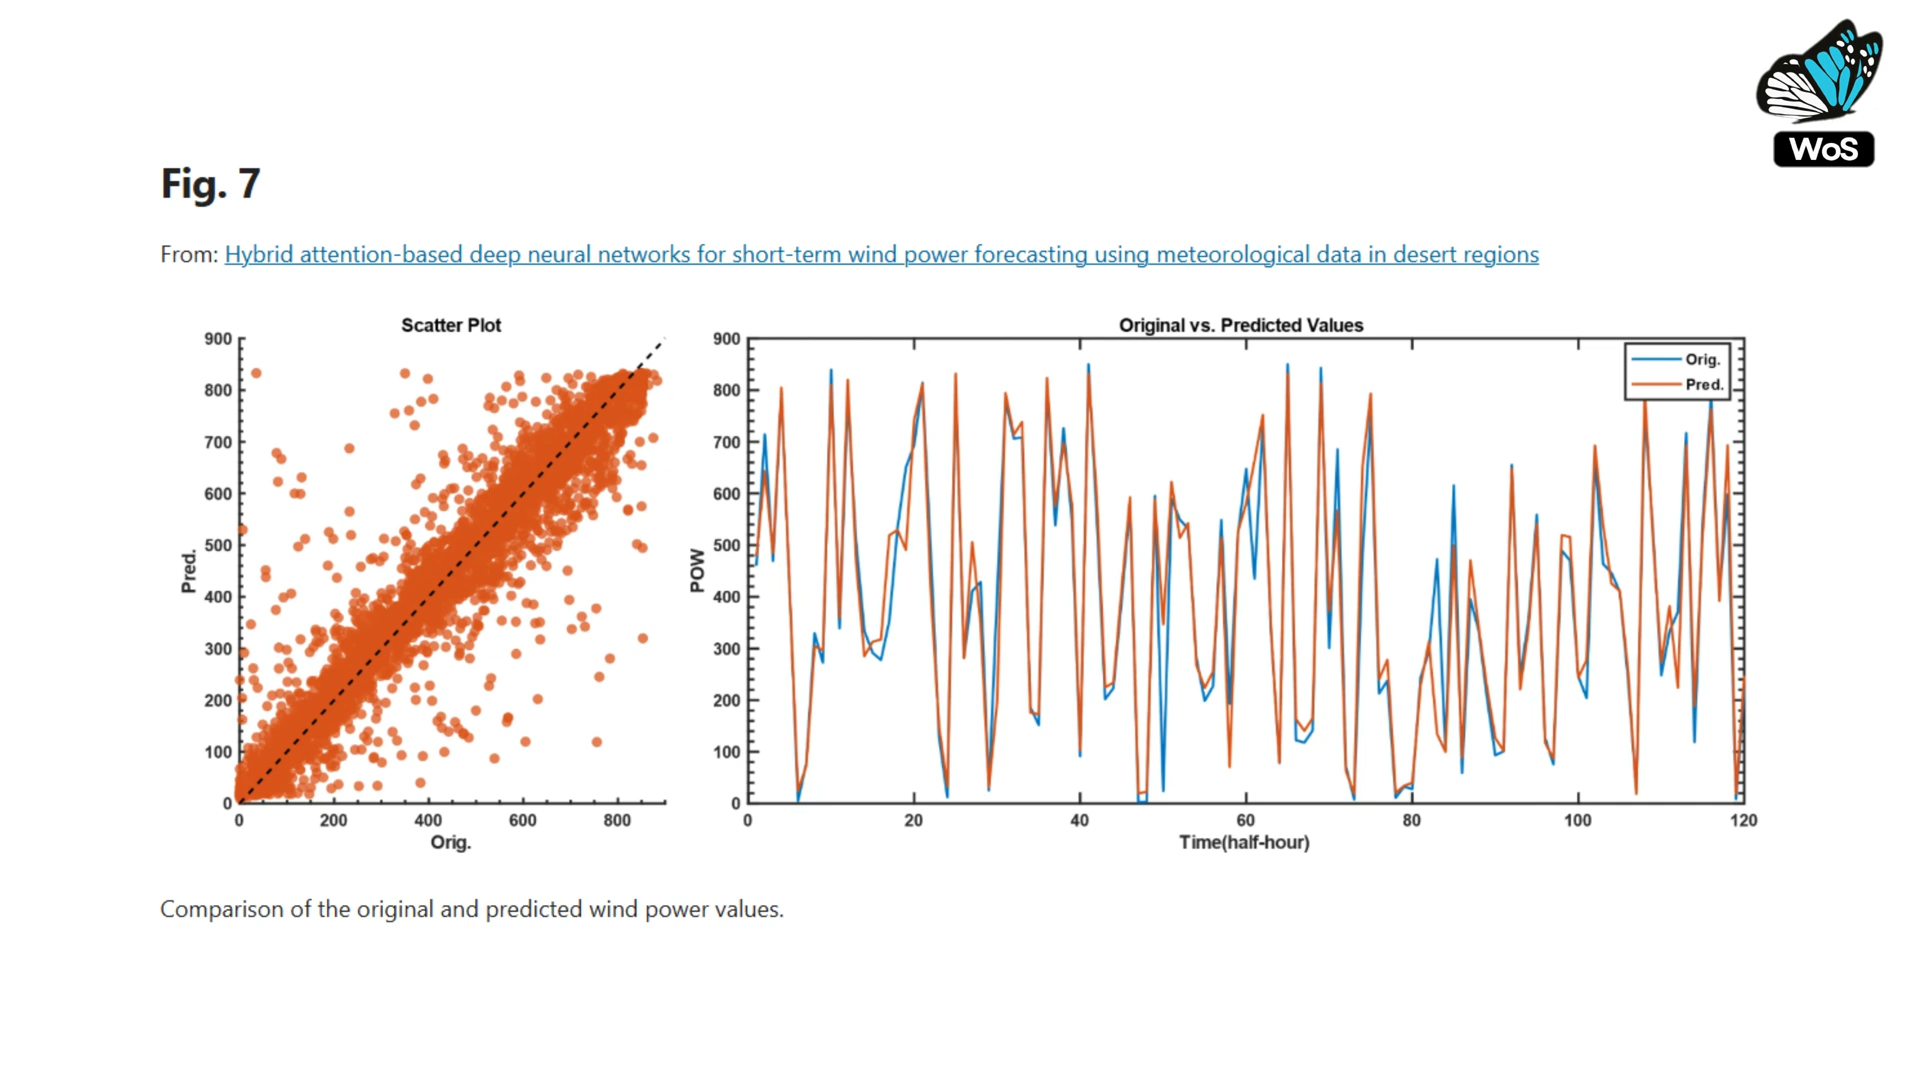 WoS
Fig. 7
From: Hybrid attention-based deep neural networks for short-term wind power forecasting using meteorological data in desert regions
Scatter Plot
900
800
700
600
500
400
300
200
100
0
Pred.
0 200 400 600 800
Orig.
Original vs. Predicted Values
900
800
700
600
500
400
300
200
100
0
POW
Orig.
Pred.
0 20 40 60 80 100 120
Time(half-hour)
Comparison of the original and predicted wind power values.